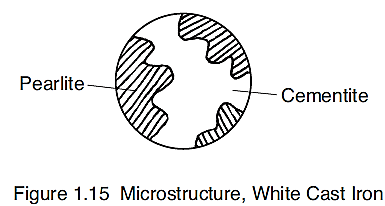 Pearlite
Cementite
Figure 1.15 Microstructure, White Cast Iron